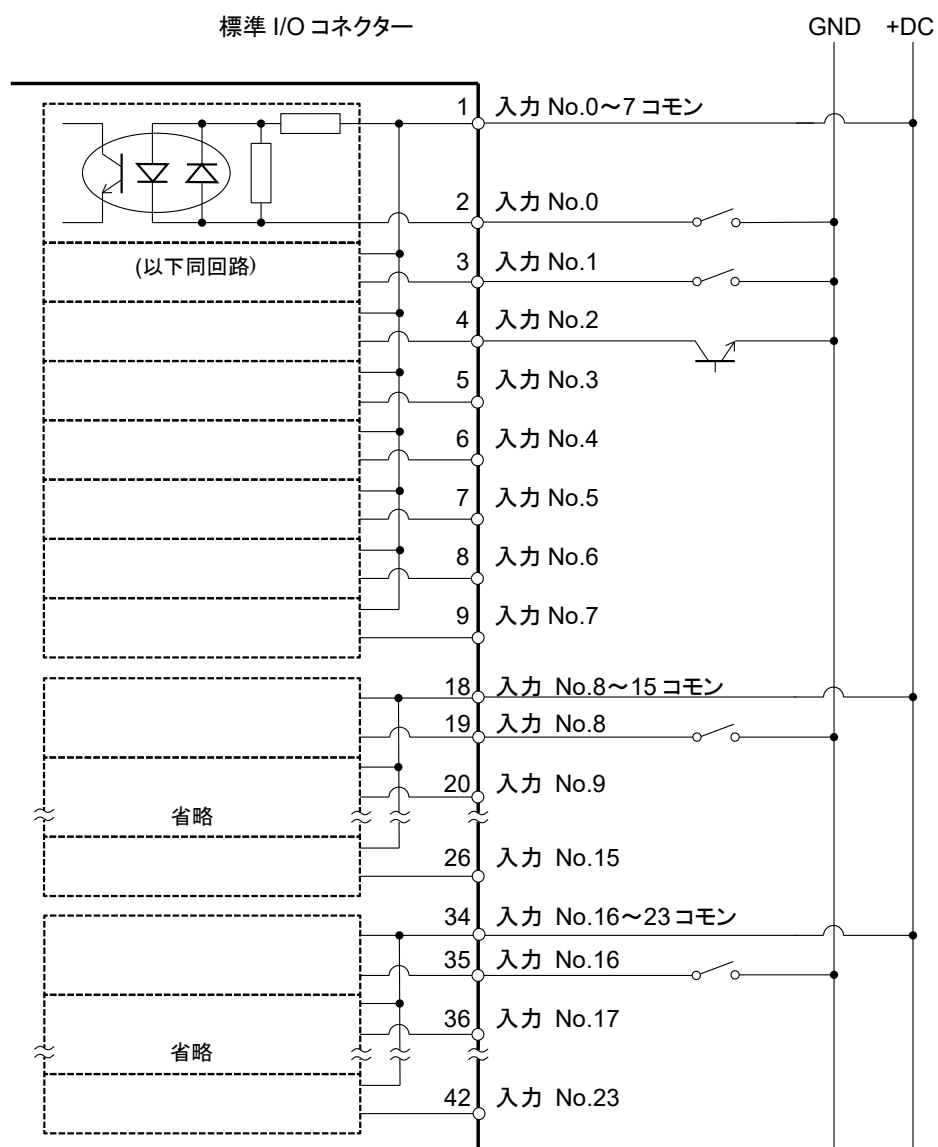 標準 I/O コネクター
GND +DC
1 入力 No.0～7 コモン
2 入力 No.0
(以下同回路)
3 入力 No.1
4 入力 No.2
5 入力 No.3
6 入力 No.4
7 入力 No.5
8 入力 No.6
9 入力 No.7
18 入力 No.8～15 コモン
19 入力 No.8
20 入力 No.9
省略
26 入力 No.15
34 入力 No.16～23 コモン
35 入力 No.16
36 入力 No.17
省略
42 入力 No.23